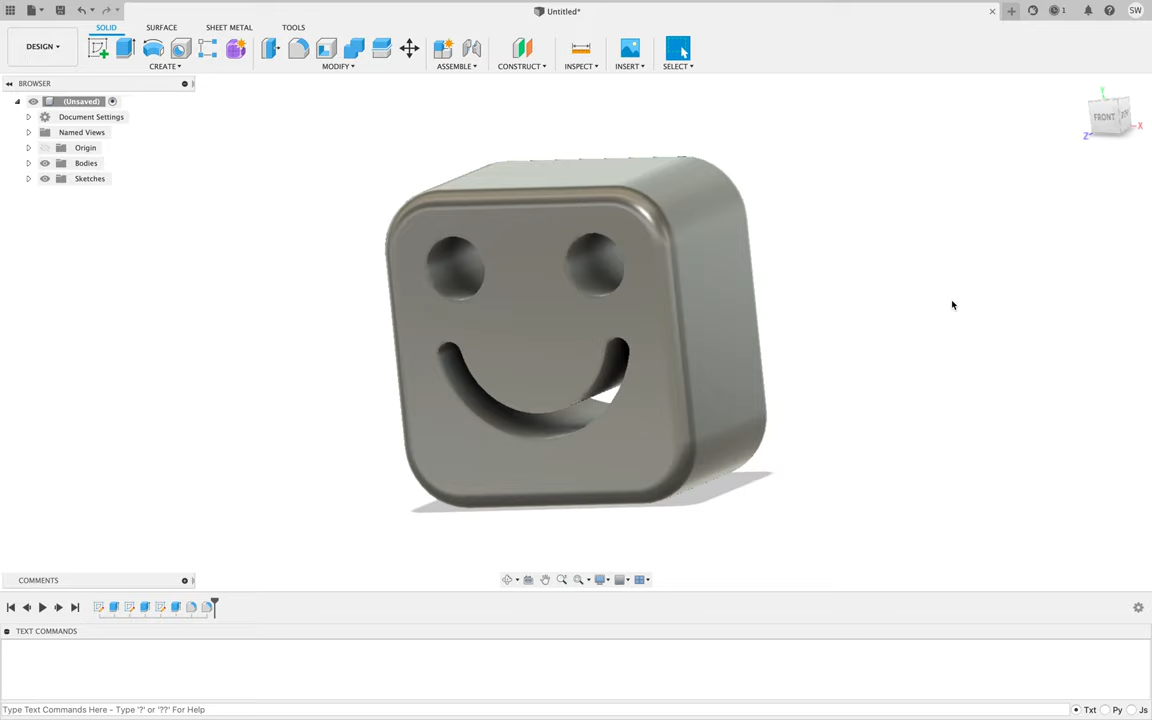 Untitled*
1
SW
SOLID
SURFACE
SHEET METAL
TOOLS
DESIGN
CREATE
MODIFY
ASSEMBLE
CONSTRUCT
INSPECT
INSERT
SELECT
BROWSER
(Unsaved)
Document Settings
Named Views
Origin
Bodies
Sketches
Y
FRONT
X
Z
COMMENTS
TEXT COMMANDS
Type Text Commands Here - Type '?' or '??' For Help
Txt
Py
Js